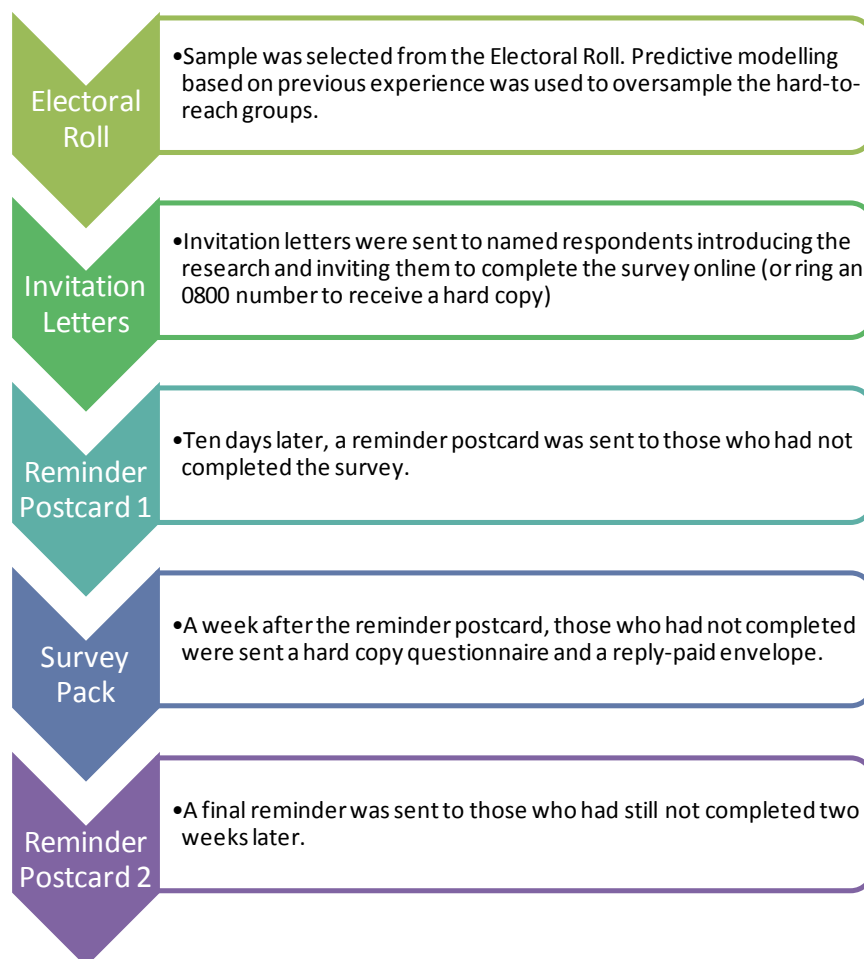 Electoral
Roll
•Sample was selected from the Electoral Roll. Predictive modelling
based on previous experience was used to oversample the hard-to-
reach groups.
Invitation
Letters
•Invitation letters were sent to named respondents introducing the
research and inviting them to complete the survey online (or ring an
0800 number to receive a hard copy)
Reminder
Postcard 1
•Ten days later, a reminder postcard was sent to those who had not
completed the survey.
Survey
Pack
•A week after the reminder postcard, those who had not completed
were sent a hard copy questionnaire and a reply-paid envelope.
Reminder
Postcard 2
•A final reminder was sent to those who had still not completed two
weeks later.